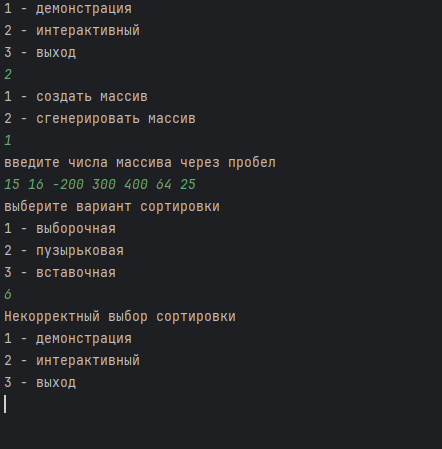 1 - демонстрация
2 - интерактивный
3 - выход
2
1 - создать массив
2 - сгенерировать массив
1
введите числа массива через пробел
15 16 -200 300 400 64 25
выберите вариант сортировки
1 - выборочная
2 - пузырьковая
3 - вставочная
6
Некорректный выбор сортировки
1 - демонстрация
2 - интерактивный
3 - выход